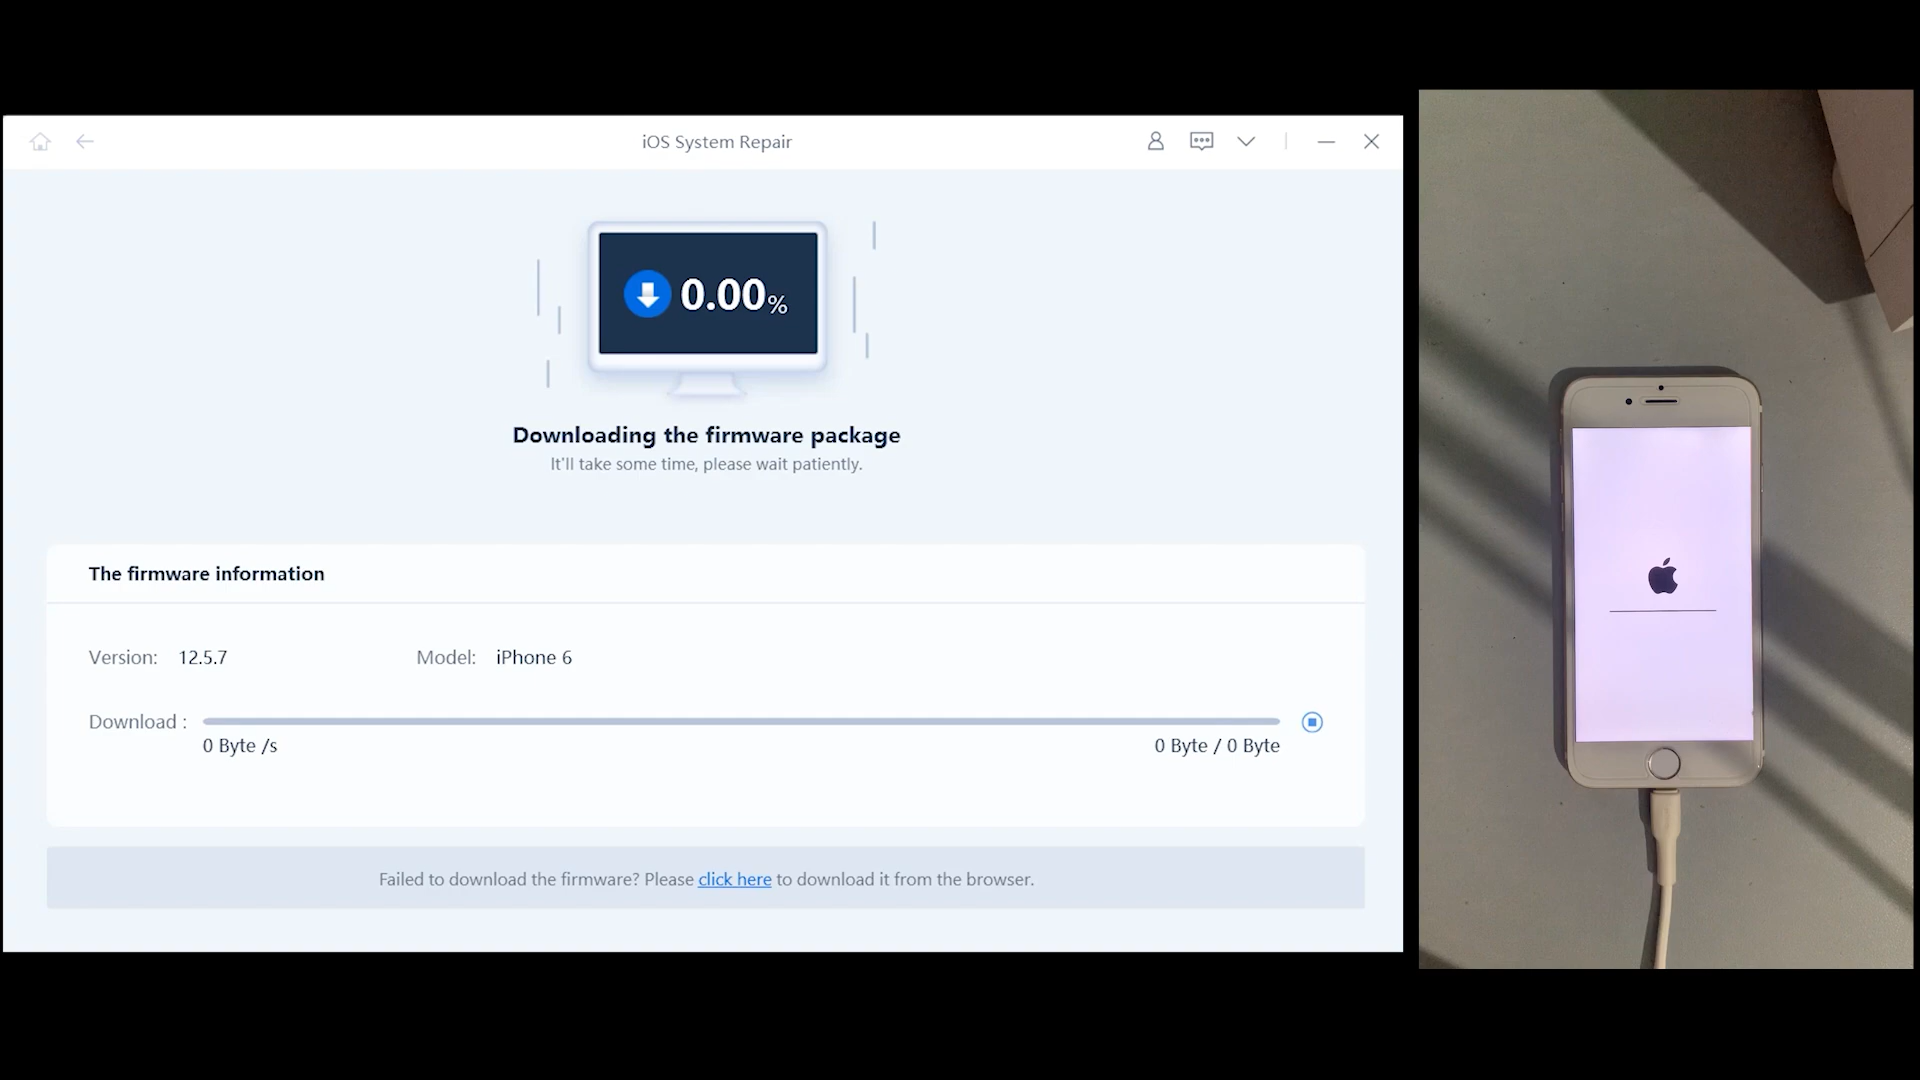 iOS System Repair
0.00%
Downloading the firmware package
It'll take some time, please wait patiently.
The firmware information
Version: 12.5.7 Model: iPhone 6
Download :
0 Byte /s 0 Byte / 0 Byte
Failed to download the firmware? Please click here to download it from the browser.